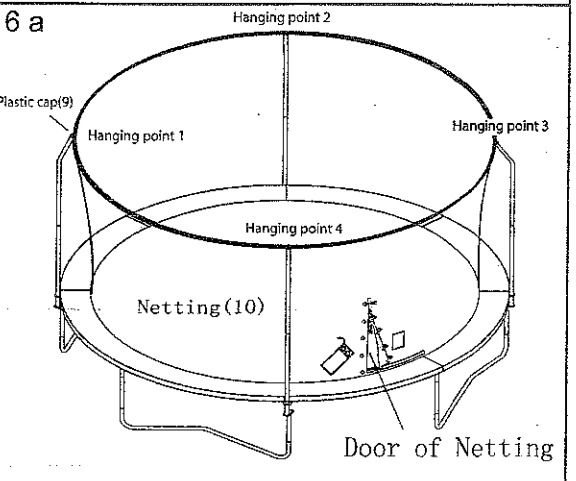 6 a
Hanging point 2
Plastic cap(9)
Hanging point 1
Hanging point 3
Hanging point 4
Netting(10)
Door of Netting